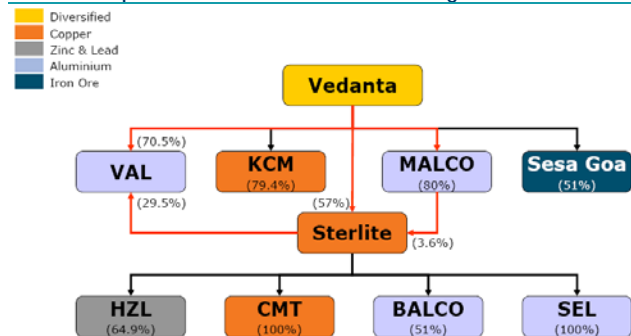 Diversified
Copper
Zinc & Lead
Aluminium
Iron Ore
Vedanta
(70.5%)
VAL
KCM
(79.4%)
MALCO
(80%)
Sesa Goa
(51%)
(29.5%)
(57%)
Sterlite
(3.6%)
HZL
(64.9%)
CMT
(100%)
BALCO
(51%)
SEL
(100%)